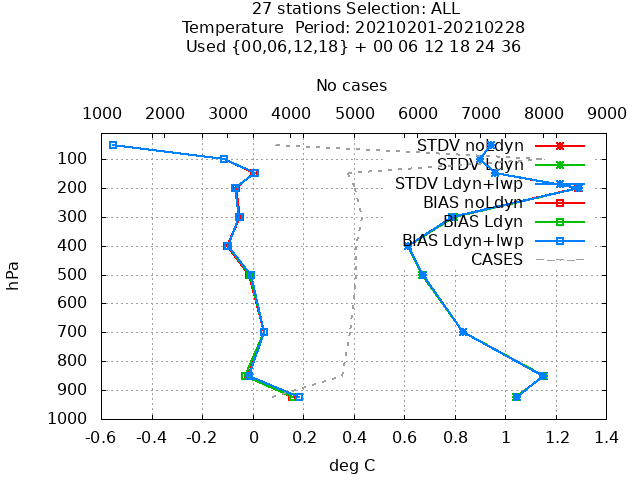 27 stations Selection: ALL
Temperature  Period: 20210201-20210228
Used {00,06,12,18} + 00 06 12 18 24 36
No cases
1000 2000 3000 4000 5000 6000 7000 8000 9000
STDV noLdyn
STDV Ldyn
STDV Ldyn+lwp
BIAS noLdyn
BIAS Ldyn
BIAS Ldyn+lwp
CASES
hPa
100
200
300
400
500
600
700
800
900
1000
-0.6 -0.4 -0.2 0 0.2 0.4 0.6 0.8 1 1.2 1.4
deg C